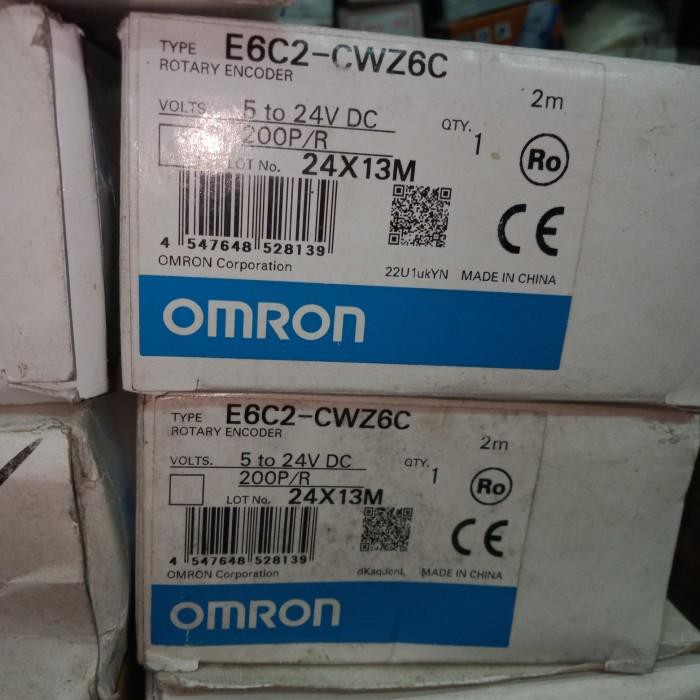 TYPE E6C2-CWZ6C
ROTARY ENCODER
2m
VOLTS. 5 to 24V DC
200P/R
QTY. 1
Ro
LOT No. 24X13M
CE
4 547648 528139
OMRON Corporation
22U1ukYN MADE IN CHINA
OMRON
TYPE E6C2-CWZ6C
ROTARY ENCODER
2m
VOLTS. 5 to 24V DC
200P/R
QTY. 1
Ro
LOT No. 24X13M
CE
4 547648 528139
OMRON Corporation
MADE IN CHINA
OMRON